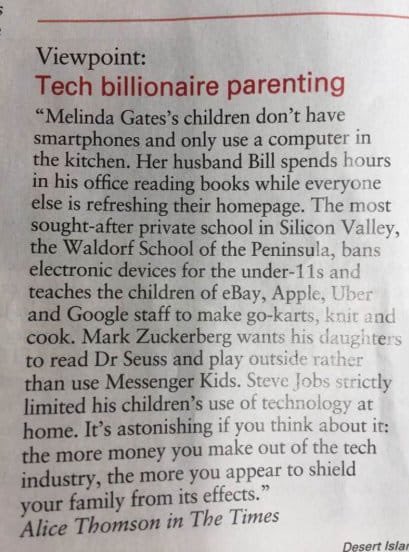 Viewpoint:
Tech billionaire parenting
“Melinda Gates’s children don’t have
smartphones and only use a computer in
the kitchen. Her husband Bill spends hours
in his office reading books while everyone
else is refreshing their homepage. The most
sought-after private school in Silicon Valley,
the Waldorf School of the Peninsula, bans
electronic devices for the under-11s and
teaches the children of eBay, Apple, Uber
and Google staff to make go-karts, knit and
cook. Mark Zuckerberg wants his daughters
to read Dr Seuss and play outside rather
than use Messenger Kids. Steve Jobs strictly
limited his children’s use of technology at
home. It’s astonishing if you think about it:
the more money you make out of the tech
industry, the more you appear to shield
your family from its effects.”
Alice Thomson in The Times
Desert